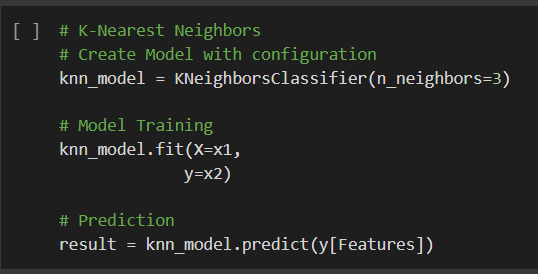 [ ] # K-Nearest Neighbors
# Create Model with configuration
knn_model = KNeighborsClassifier(n_neighbors=3)
# Model Training
knn_model.fit(X=x1,
y=x2)
# Prediction
result = knn_model.predict(y[Features])